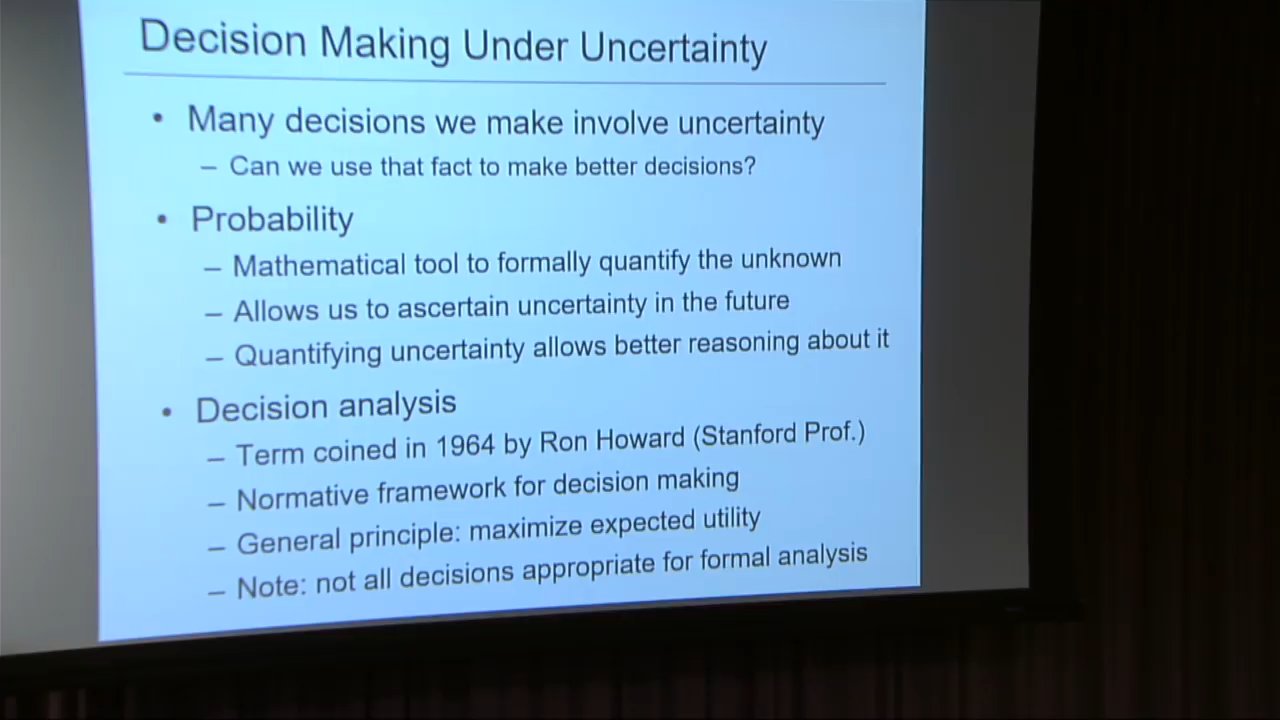 Decision Making Under Uncertainty
• Many decisions we make involve uncertainty
– Can we use that fact to make better decisions?
• Probability
– Mathematical tool to formally quantify the unknown
– Allows us to ascertain uncertainty in the future
– Quantifying uncertainty allows better reasoning about it
• Decision analysis
– Term coined in 1964 by Ron Howard (Stanford Prof.)
– Normative framework for decision making
– General principle: maximize expected utility
– Note: not all decisions appropriate for formal analysis